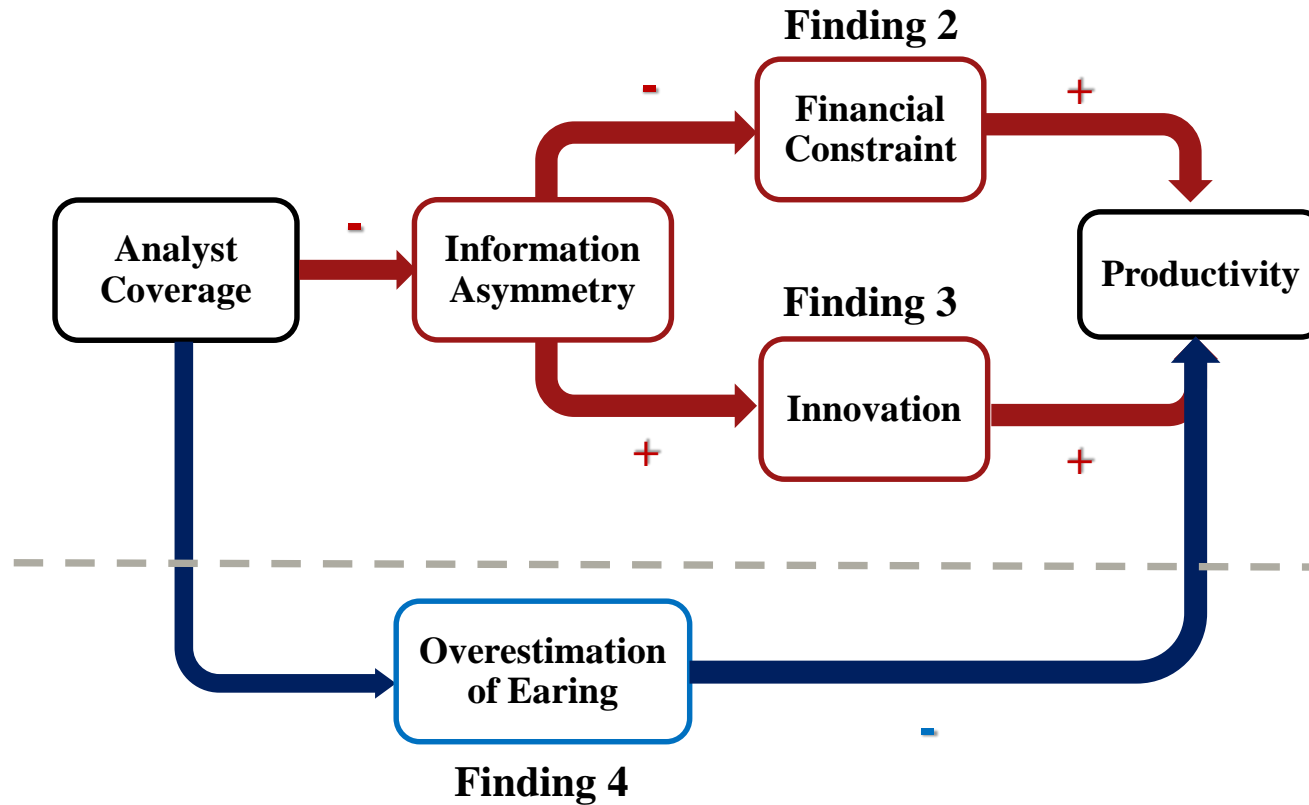 Finding 2
-
+
Financial
Constraint
Analyst
Coverage
-
Information
Asymmetry
Productivity
Finding 3
Innovation
+
+
Overestimation
of Earing
-
Finding 4